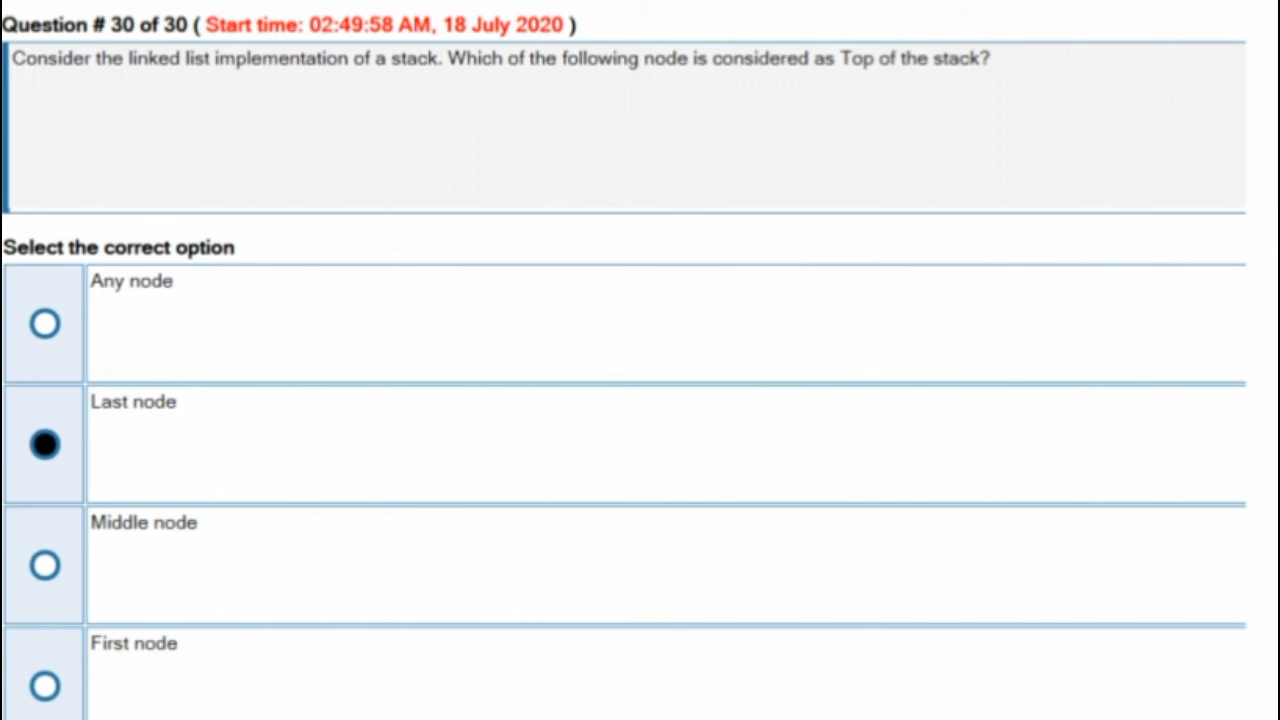 Question # 30 of 30 ( Start time: 02:49:58 AM, 18 July 2020 )
Consider the linked list implementation of a stack. Which of the following node is considered as Top of the stack?
Select the correct option
Any node
Last node
Middle node
First node